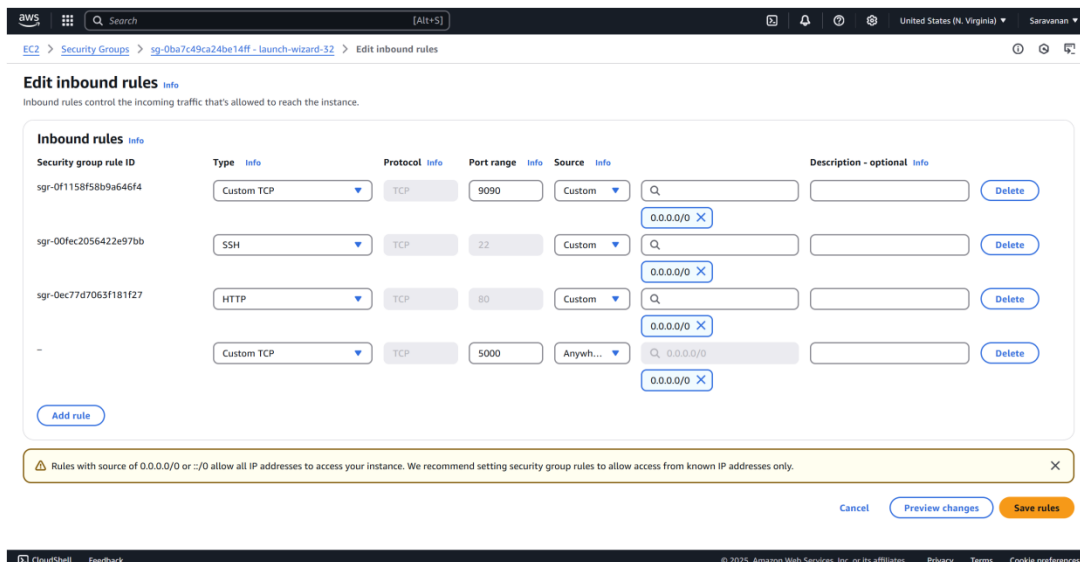 aws Search [Alt+S] United States (N. Virginia) Saravanan
EC2 > Security Groups > sg-0ba7c49ca24be14ff - launch-wizard-32 > Edit inbound rules
Edit inbound rules Info
Inbound rules control the incoming traffic that's allowed to reach the instance.
Inbound rules Info
Security group rule ID Type Info Protocol Info Port range Info Source Info Description - optional Info
sgr-0f1158f58b9a646f4 Custom TCP TCP 9090 Custom Delete
0.0.0.0/0
sgr-00fec2056422e97bb SSH TCP 22 Custom Delete
0.0.0.0/0
sgr-0ec77d7063f181f27 HTTP TCP 80 Custom Delete
0.0.0.0/0
– Custom TCP TCP 5000 Anywh... 0.0.0.0/0 Delete
0.0.0.0/0
Add rule
Rules with source of 0.0.0.0/0 or ::/0 allow all IP addresses to access your instance. We recommend setting security group rules to allow access from known IP addresses only.
Cancel Preview changes Save rules
CloudShell Feedback © 2025, Amazon Web Services, Inc. or its affiliates. Privacy Terms Cookie preferences